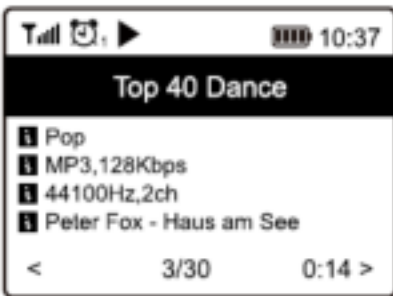 10:37
Top 40 Dance
Pop
MP3,128Kbps
44100Hz,2ch
Peter Fox - Haus am See
< 3/30 0:14 >